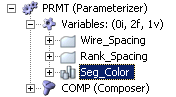 PRMT (Parameterizer)
Variables: (0i, 2f, 1v)
Wire_Spacing
Rank_Spacing
Seg_Color
COMP (Composer)